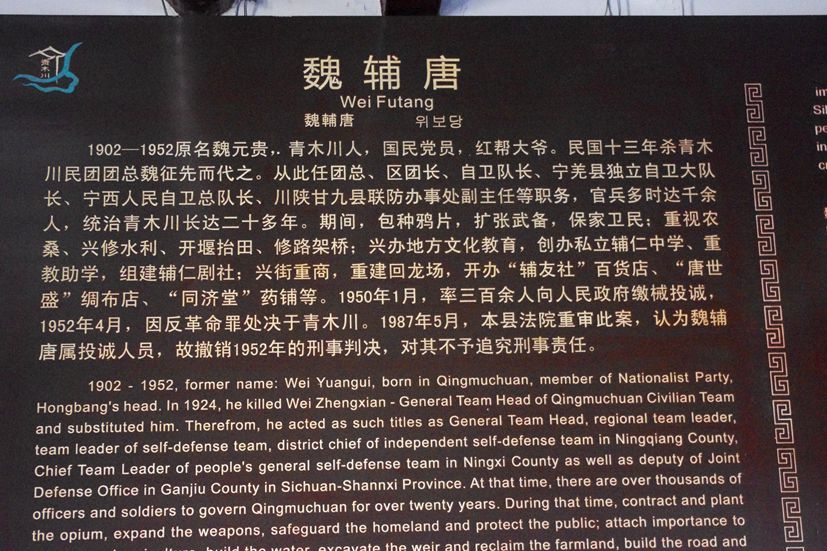 青木川
魏辅唐
Wei Futang
魏輔唐 위보당
1902—1952原名魏元贵,. 青木川人，国民党员，红帮大爷。民国十三年杀青木
川民团团总魏征先而代之。从此任团总、区团长、自卫队长、宁羌县独立自卫大队
长、宁西人民自卫总队长、川陕甘九县联防办事处副主任等职务，官兵多时达千余
人，统治青木川长达二十多年。期间，包种鸦片，扩张武备，保家卫民；重视农
桑、兴修水利、开堰抬田、修路架桥；兴办地方文化教育，创办私立辅仁中学、重
教助学，组建辅仁剧社；兴街重商，重建回龙场，开办“辅友社”百货店、“唐世
盛”绸布店、“同济堂”药铺等。1950年1月，率三百余人向人民政府缴械投诚，
1952年4月，因反革命罪处决于青木川。1987年5月，本县法院重审此案，认为魏辅
唐属投诚人员，故撤销1952年的刑事判决，对其不予追究刑事责任。
1902 - 1952, former name: Wei Yuangui, born in Qingmuchuan, member of Nationalist Party,
Hongbang's head. In 1924, he killed Wei Zhengxian - General Team Head of Qingmuchuan Civilian Team
and substituted him. Therefrom, he acted as such titles as General Team Head, regional team leader,
team leader of self-defense team, district chief of independent self-defense team in Ningqiang County,
Chief Team Leader of people's general self-defense team in Ningxi County as well as deputy of Joint
Defense Office in Ganjiu County in Sichuan-Shannxi Province. At that time, there are over thousands of
officers and soldiers to govern Qingmuchuan for over twenty years. During that time, contract and plant
the opium, expand the weapons, safeguard the homeland and protect the public; attach importance to
build the water, excavate the weir and reclaim the farmland, build the road and